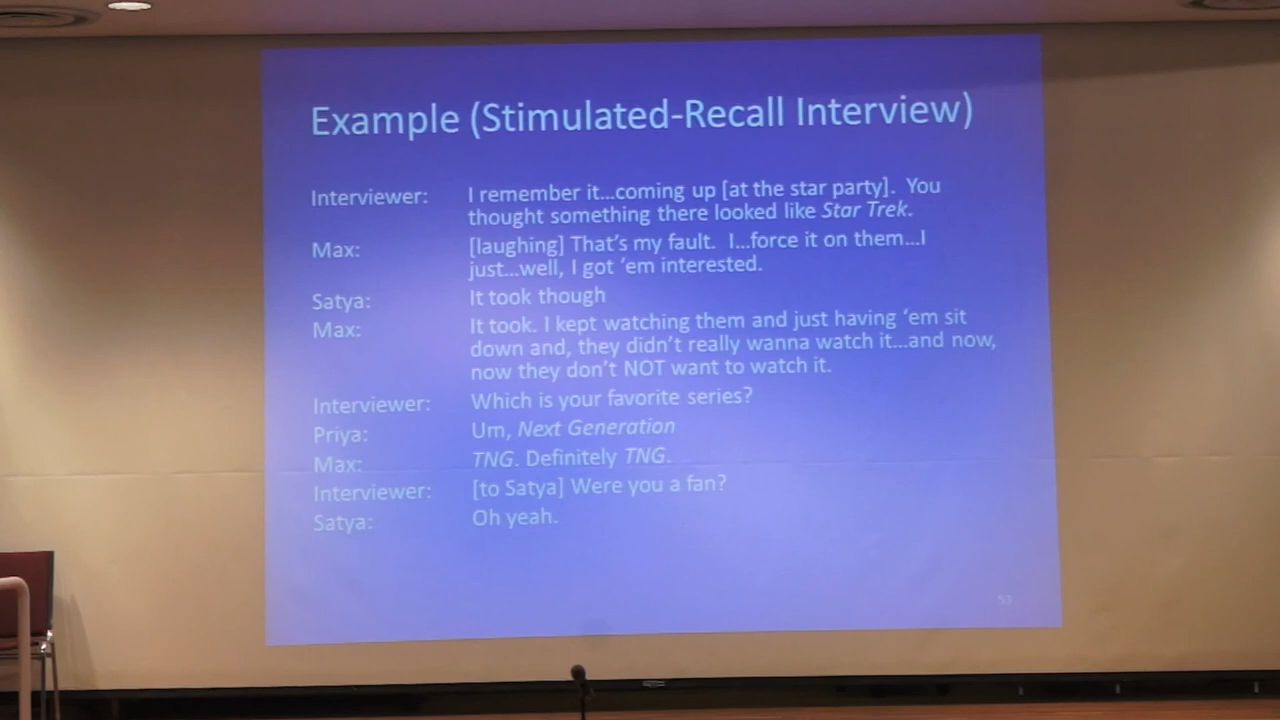 Example (Stimulated-Recall Interview)
Interviewer: I remember it...coming up [at the star party]. You
thought something there looked like Star Trek.
Max: [laughing] That's my fault. I...force it on them...I
just...well, I got ‘em interested.
Satya: It took though
Max: It took. I kept watching them and just having ‘em sit
down and, they didn't really wanna watch it...and now,
now they don't NOT want to watch it.
Interviewer: Which is your favorite series?
Priya: Um, Next Generation
Max: TNG. Definitely TNG.
Interviewer: [to Satya] Were you a fan?
Satya: Oh yeah.
53